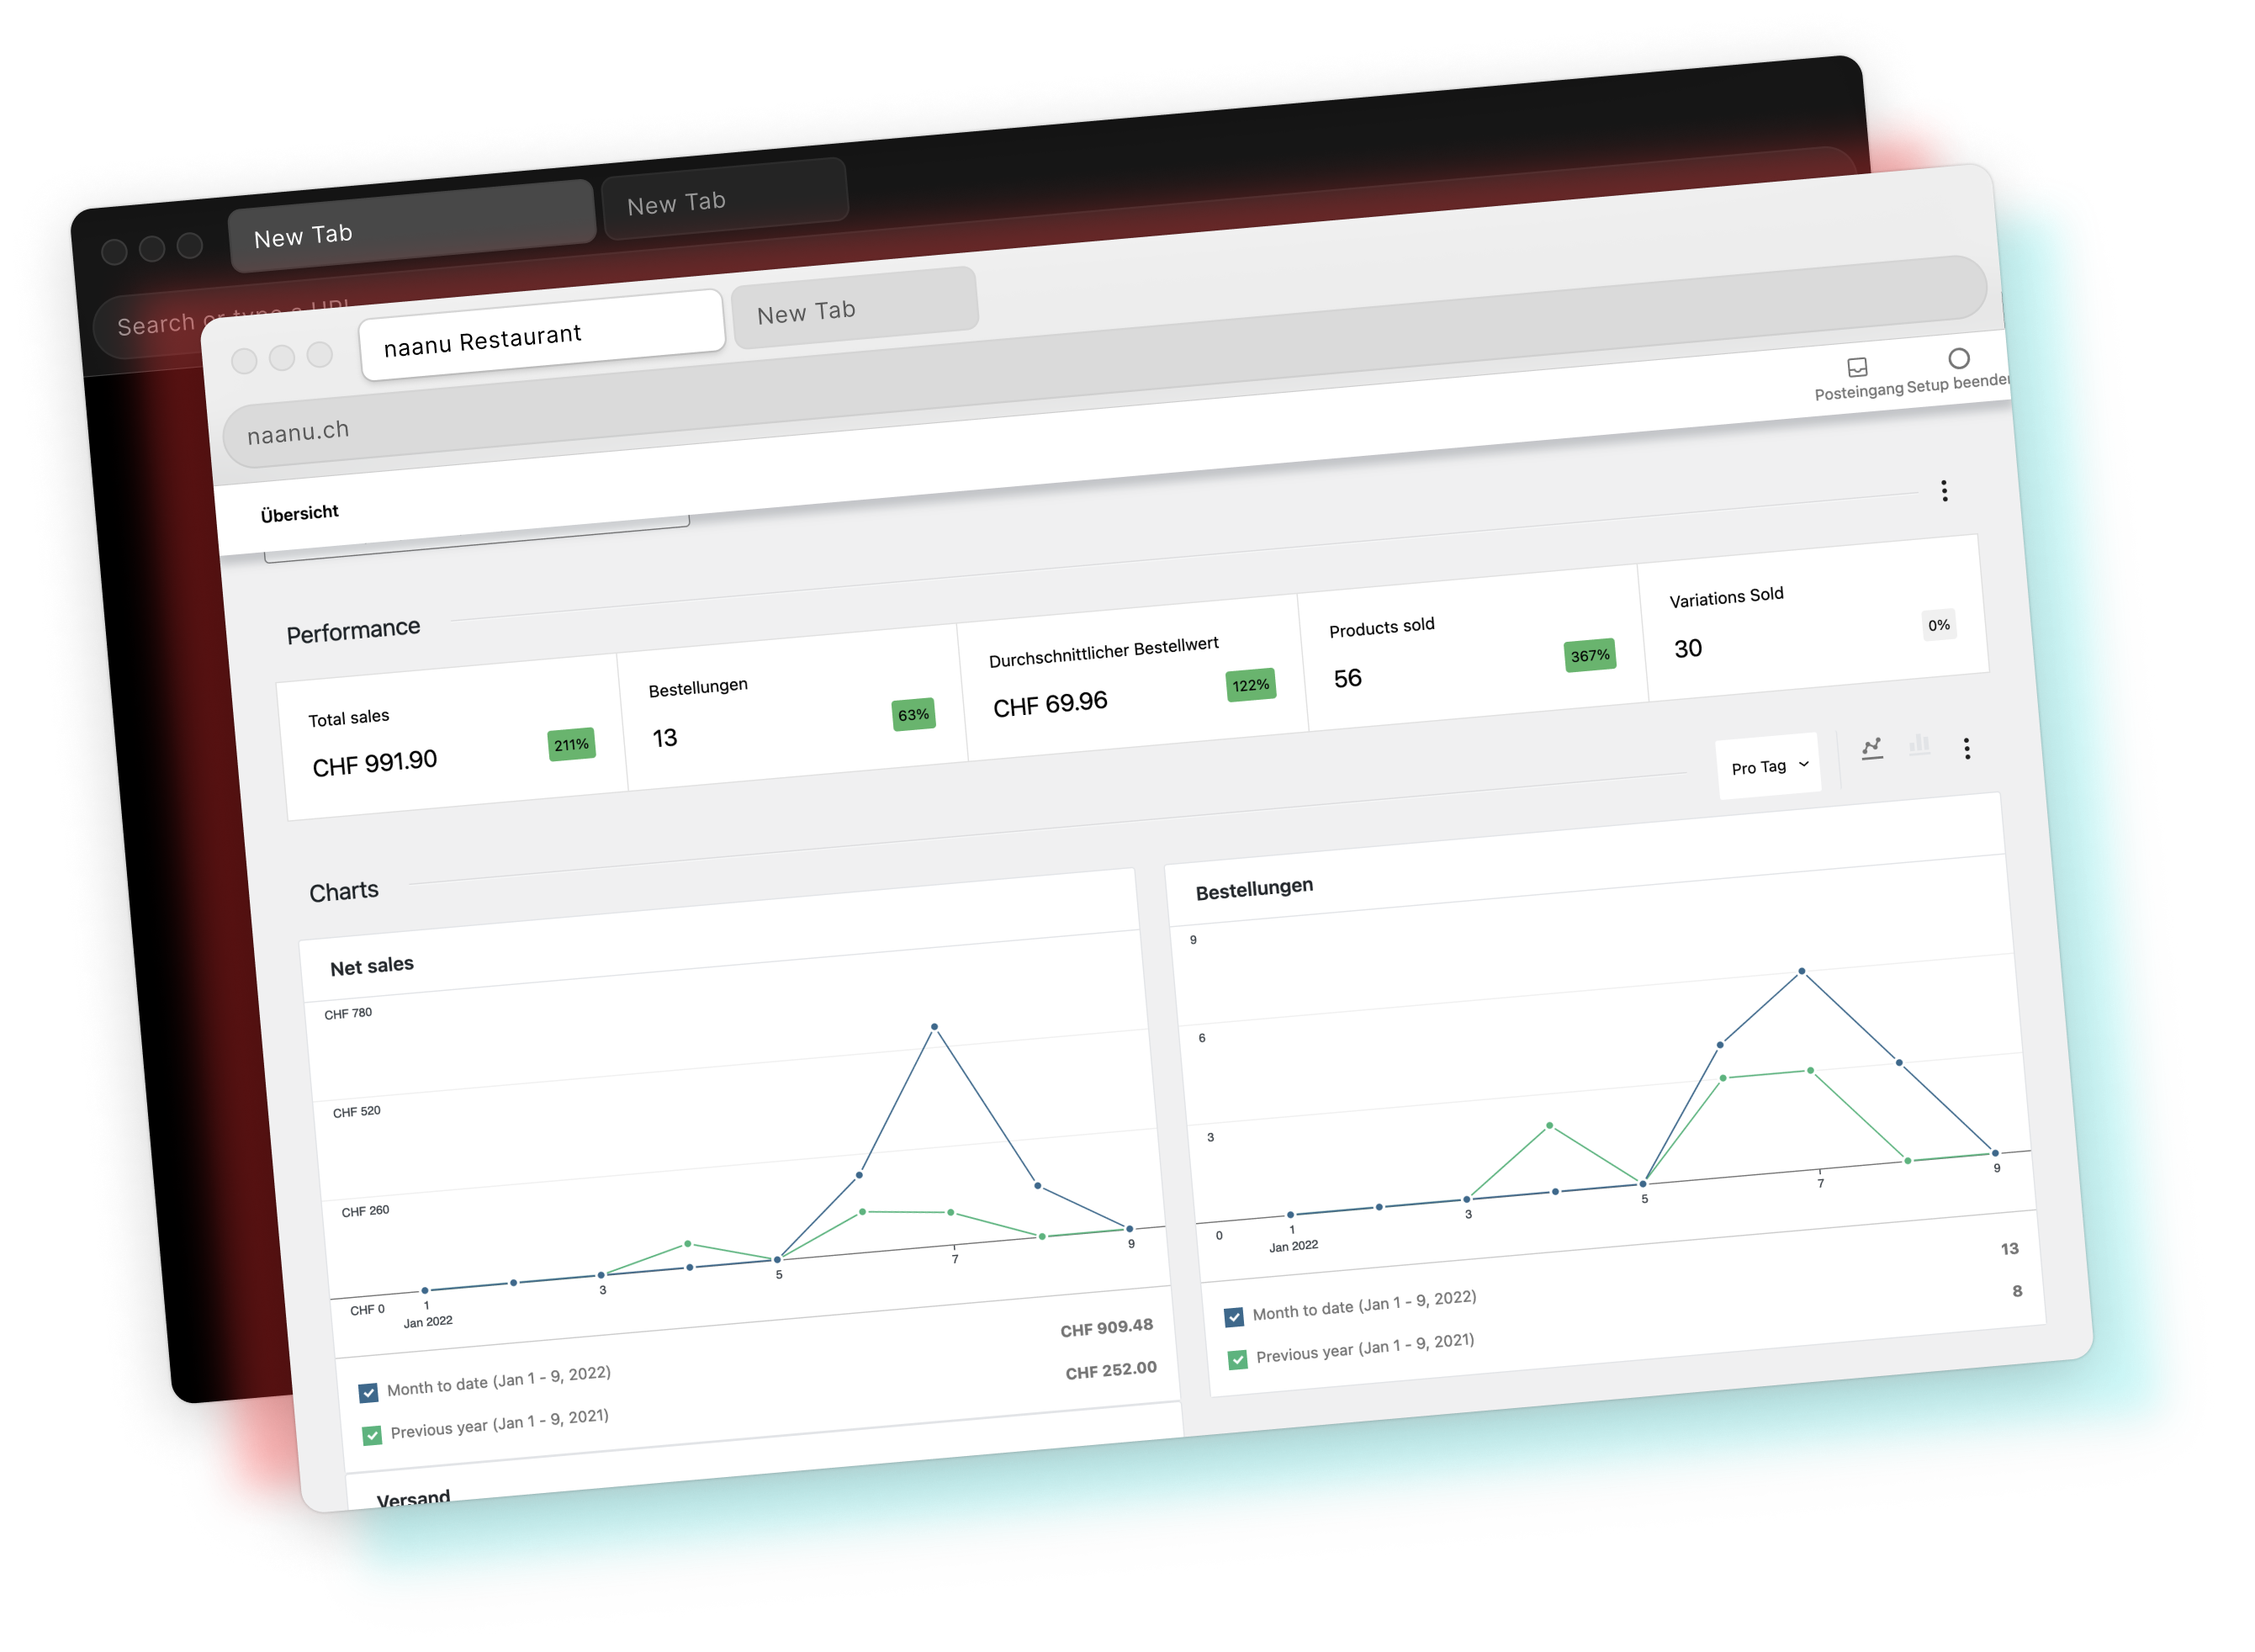 New Tab
New Tab
Search or type a URL
naanu Restaurant
New Tab
naanu.ch
Posteingang
Setup beenden
Übersicht
Performance
Total sales
CHF 991.90
211%
Bestellungen
13
63%
Durchschnittlicher Bestellwert
CHF 69.96
122%
Products sold
56
367%
Variations Sold
30
0%
Charts
Pro Tag
Net sales
CHF 780
CHF 520
CHF 260
CHF 0
1
3
5
7
9
Jan 2022
Month to date (Jan 1 - 9, 2022)
CHF 909.48
Previous year (Jan 1 - 9, 2021)
CHF 252.00
Bestellungen
9
6
3
0
1
3
5
7
9
Jan 2022
Month to date (Jan 1 - 9, 2022)
13
Previous year (Jan 1 - 9, 2021)
8
Versand